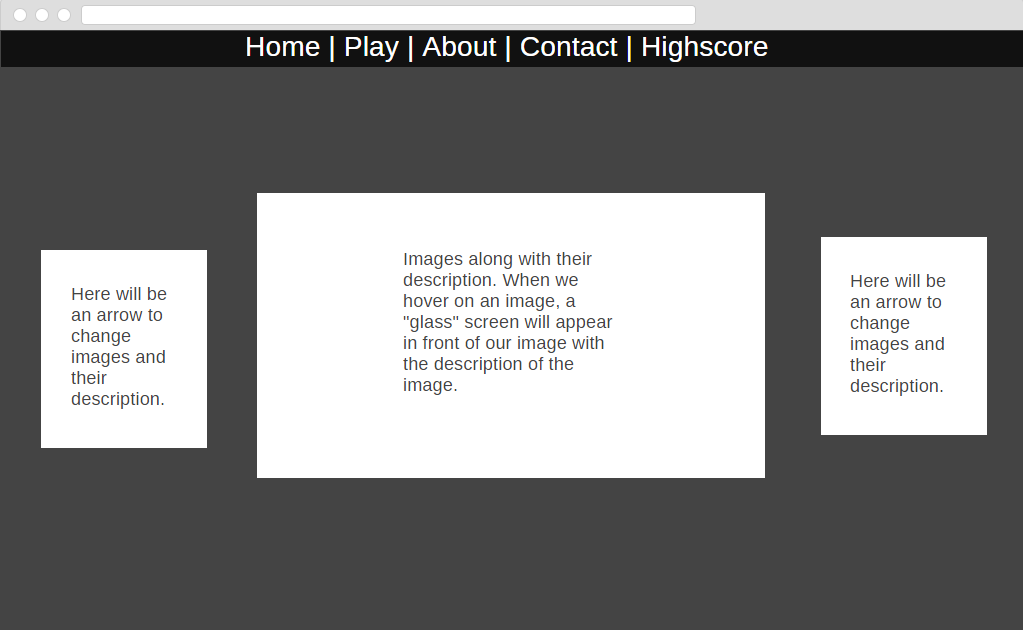 Home | Play | About | Contact | Highscore
Here will be
an arrow to
change
images and
their
description.
Images along with their
description. When we
hover on an image, a
"glass" screen will appear
in front of our image with
the description of the
image.
Here will be
an arrow to
change
images and
their
description.